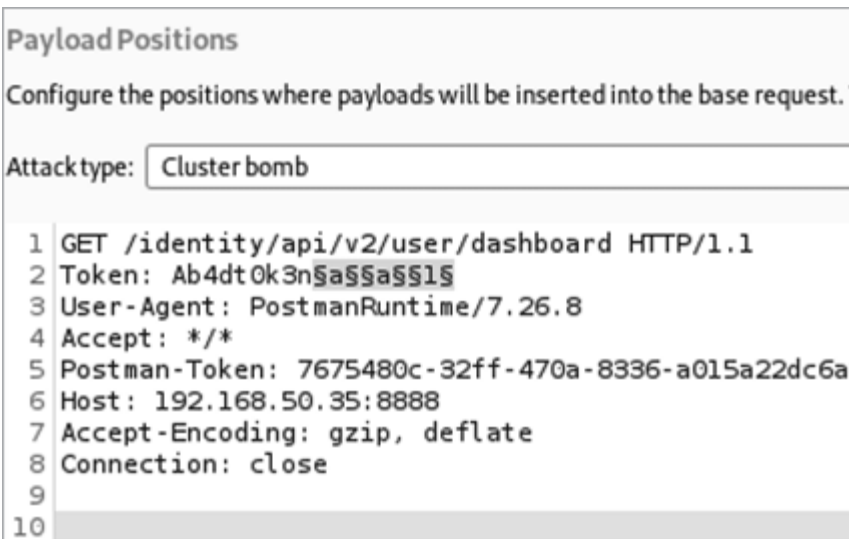 Payload Positions
Configure the positions where payloads will be inserted into the base request.
Attack type: Cluster bomb
1 GET /identity/api/v2/user/dashboard HTTP/1.1
2 Token: Ab4dt0k3n§a§§a§§1§
3 User-Agent: PostmanRuntime/7.26.8
4 Accept: */*
5 Postman-Token: 7675480c-32ff-470a-8336-a015a22dc6a
6 Host: 192.168.50.35:8888
7 Accept-Encoding: gzip, deflate
8 Connection: close
9
10